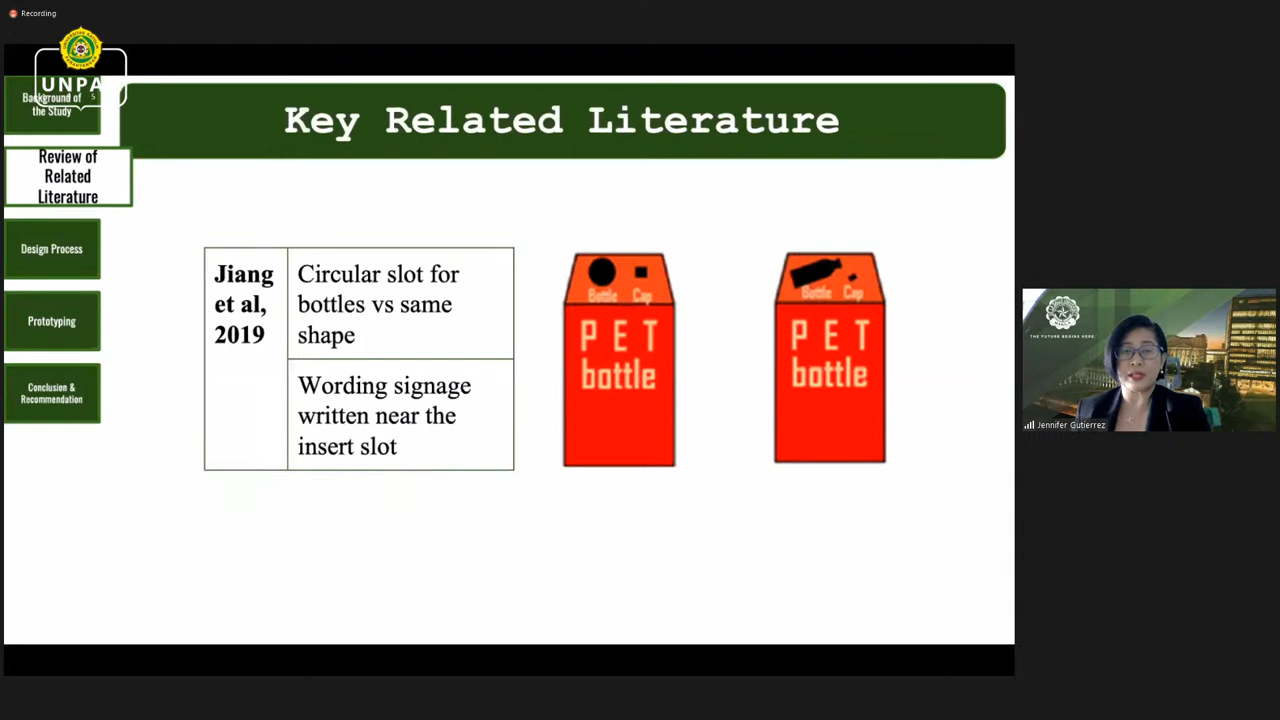 Recording
UNPA
Background of
the Study
Key Related Literature
Review of
Related
Literature
Design Process
Prototyping
Conclusion &
Recommendation
Jiang
et al,
2019
Circular slot for
bottles vs same
shape
Wording signage
written near the
insert slot
Bottle Cap
P E T
bottle
Bottle Cap
P E T
bottle
THE FUTURE BEGINS HERE.
Jennifer Gutierrez